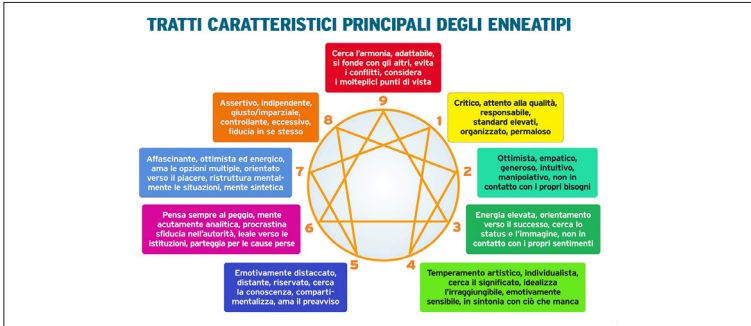 TRATTI CARATTERISTICI PRINCIPALI DEGLI ENNEATIPI
Cerca l'armonia, adattabile,
si fonde con gli altri, evita
i conflitti, considera
i molteplici punti di vista
9
Assertivo, indipendente,
giusto/imparziale,
controllante, eccessivo,
fiducia in se stesso
8
1
Critico, attento alla qualità,
responsabile,
standard elevati,
organizzato, permaloso
Affascinante, ottimista ed energico,
ama le opzioni multiple, orientato
verso il piacere, ristruttura mental-
mente le situazioni, mente sintetica
7
2
Ottimista, empatico,
generoso, intuitivo,
manipolativo, non in
contatto con i propri bisogni
Pensa sempre al peggio, mente
acutamente analitica, procrastina
sfiducia nell'autorità, leale verso le
istituzioni, parteggia per le cause perse
6
3
Energia elevata, orientamento
verso il successo, cerca lo
status e l'immagine, non in
contatto con i propri sentimenti
Emotivamente distaccato,
distante, riservato, cerca
la conoscenza, comparti-
mentalizza, ama il preavviso
5
4
Temperamento artistico, individualista,
cerca il significato, idealizza
l'irraggiungibile, emotivamente
sensibile, in sintonia con ciò che manca